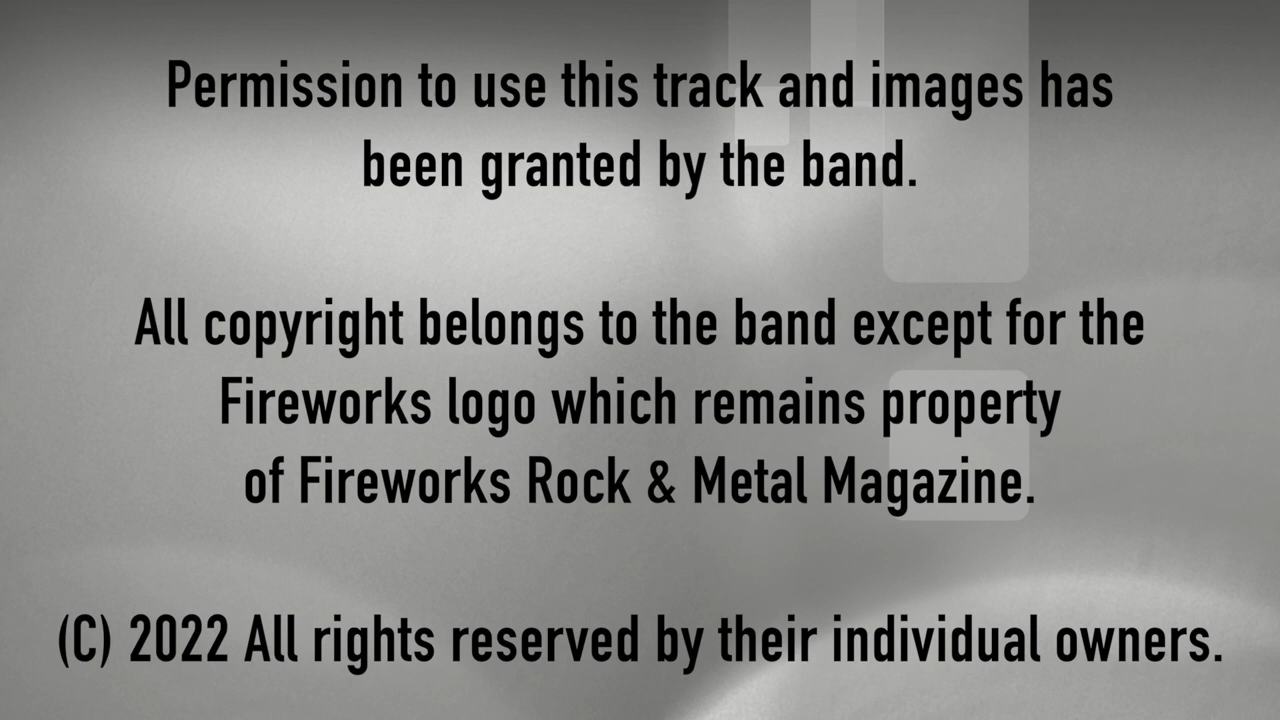 Permission to use this track and images has
been granted by the band.
All copyright belongs to the band except for the
Fireworks logo which remains property
of Fireworks Rock & Metal Magazine.
(C) 2022 All rights reserved by their individual owners.